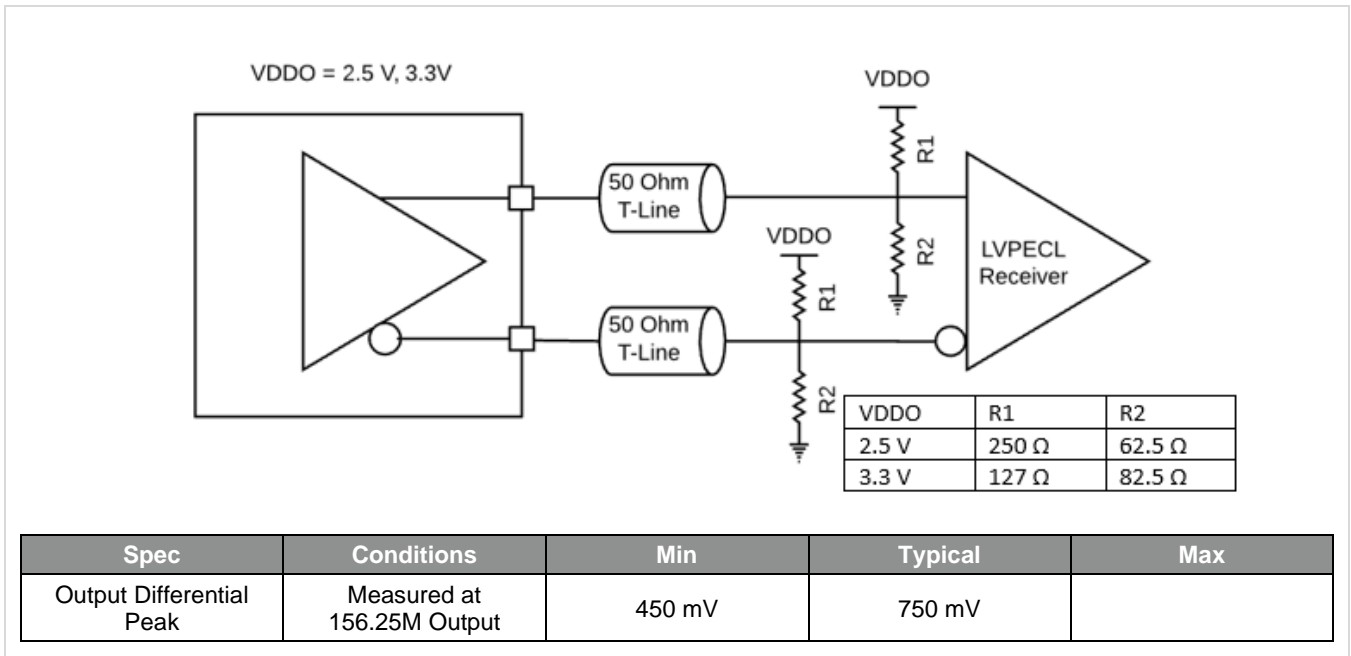 VDDO = 2.5 V, 3.3V
VDDO
R1
R2
50 Ohm
T-Line
LVPECL
Receiver
VDDO
R1
R2
50 Ohm
T-Line
VDDO R1 R2
2.5 V 250 Ω 62.5 Ω
3.3 V 127 Ω 82.5 Ω
Spec Conditions Min Typical Max
Output Differential
Peak
Measured at
156.25M Output
450 mV
750 mV